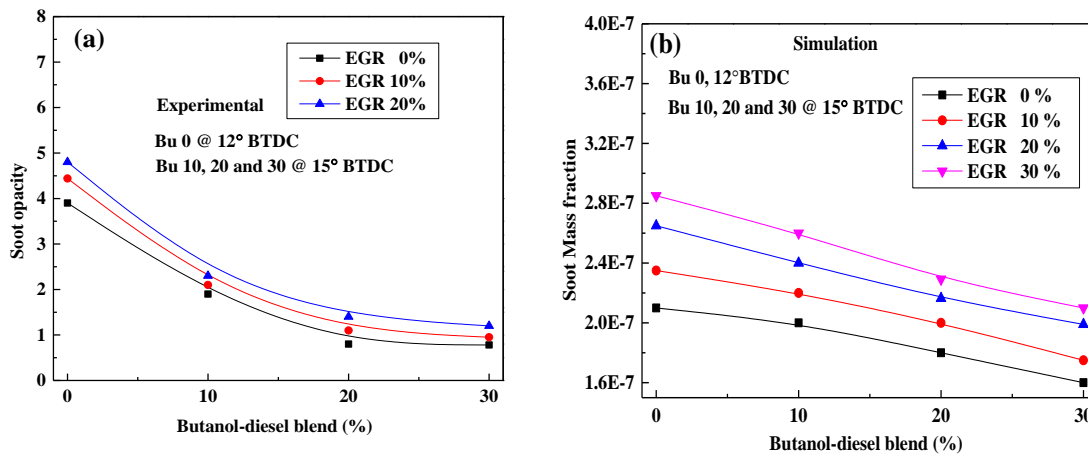 (a)
EGR 0%
EGR 10%
EGR 20%
Experimental
Bu 0 @ 12° BTDC
Bu 10, 20 and 30 @ 15° BTDC
Soot opacity
8
7
6
5
4
3
2
1
0
0 10 20 30
Butanol-diesel blend (%)
(b)
Simulation
Bu 0, 12°BTDC
Bu 10, 20 and 30 @ 15° BTDC
EGR 0 %
EGR 10 %
EGR 20 %
EGR 30 %
Soot Mass fraction
4.0E-7
3.6E-7
3.2E-7
2.8E-7
2.4E-7
2.0E-7
1.6E-7
0 10 20 30
Butanol-diesel blend (%)